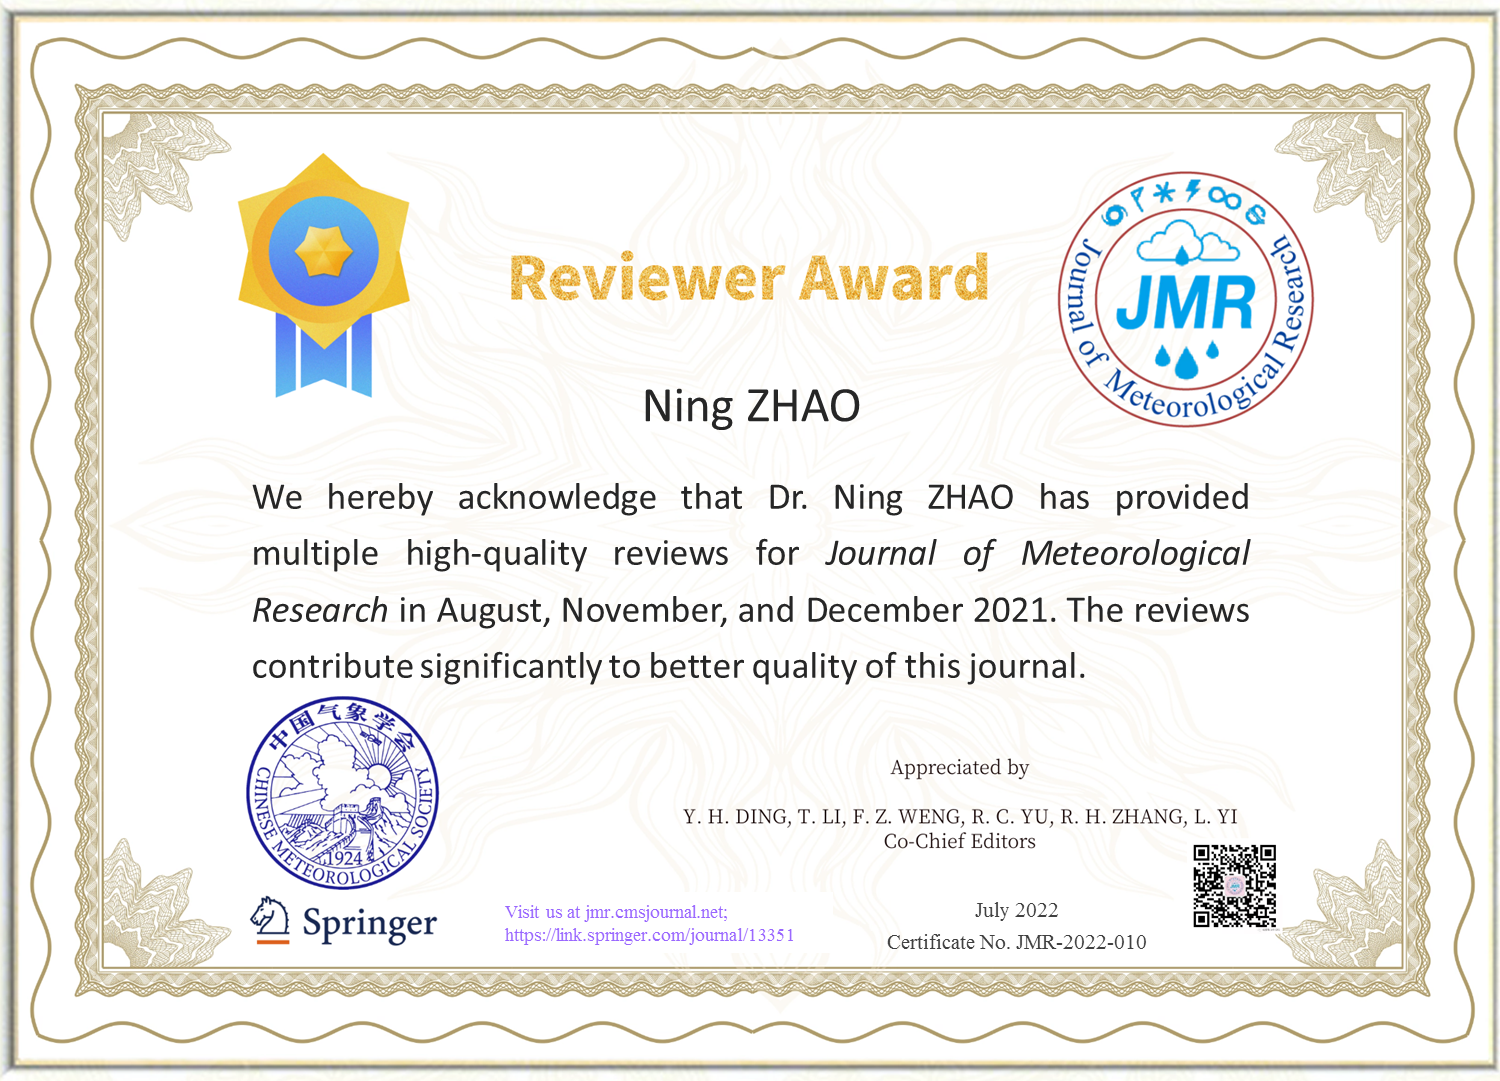 Reviewer Award
JMR
Journal of Meteorological Research
Ning ZHAO
We hereby acknowledge that Dr. Ning ZHAO has provided
multiple high-quality reviews for Journal of Meteorological
Research in August, November, and December 2021. The reviews
contribute significantly to better quality of this journal.
中国气象学会
CHINESE METEOROLOGICAL SOCIETY
1924
Appreciated by
Y. H. DING, T. LI, F. Z. WENG, R. C. YU, R. H. ZHANG, L. YI
Co-Chief Editors
Springer
Visit us at jmr.cmsjournal.net;
https://link.springer.com/journal/13351
July 2022
Certificate No. JMR-2022-010